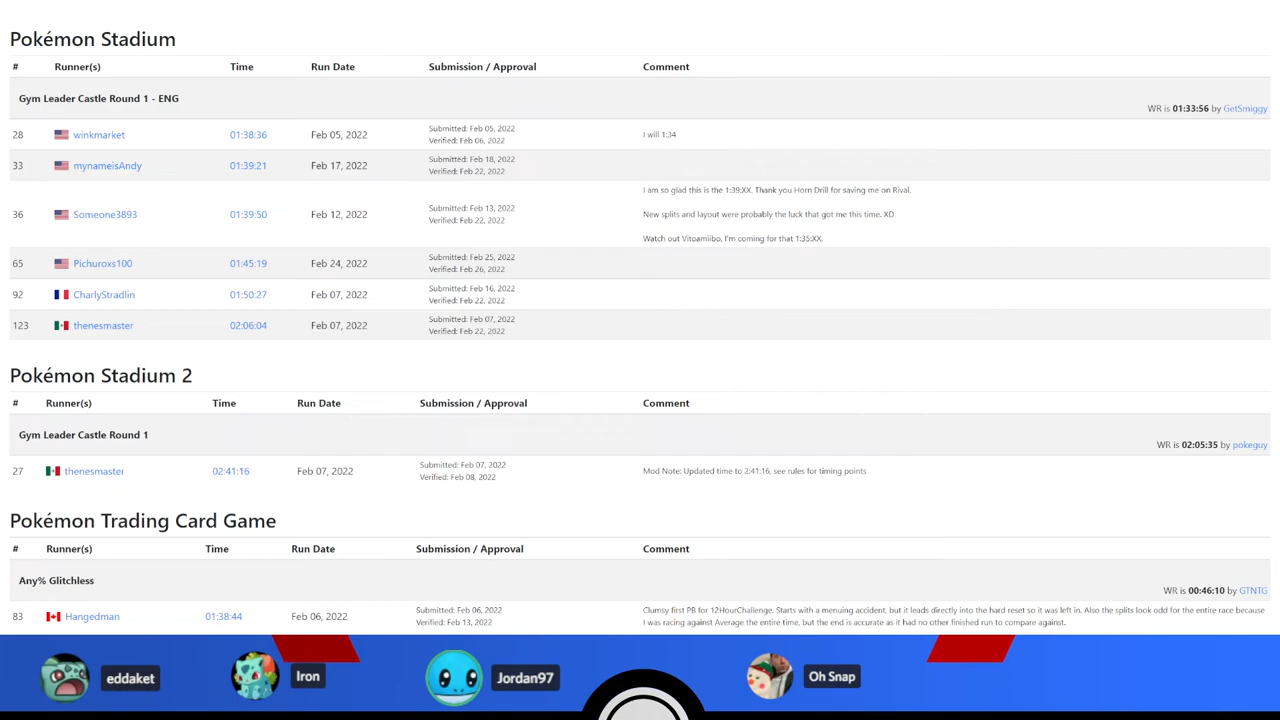 Pokémon Stadium
# Runner(s) Time Run Date Submission / Approval Comment
Gym Leader Castle Round 1 - ENG
WR is 01:33:56 by GetSmiggy
28 winkmarket 01:38:36 Feb 05, 2022 Submitted: Feb 05, 2022 I will 1:34
Verified: Feb 06, 2022
33 mynameisAndy 01:39:21 Feb 17, 2022 Submitted: Feb 18, 2022
Verified: Feb 22, 2022
I am so glad this is the 1:39:XX. Thank you Horn Drill for saving me on Rival.
36 Someone3893 01:39:50 Feb 12, 2022 Submitted: Feb 13, 2022 New splits and layout were probably the luck that got me this time. XD
Verified: Feb 22, 2022
Watch out Vitoamiibo, I'm coming for that 1:35:XX.
65 Pichuroxs100 01:45:19 Feb 24, 2022 Submitted: Feb 25, 2022
Verified: Feb 26, 2022
92 CharlyStradlin 01:50:27 Feb 07, 2022 Submitted: Feb 16, 2022
Verified: Feb 22, 2022
123 thenesmaster 02:06:04 Feb 07, 2022 Submitted: Feb 07, 2022
Verified: Feb 22, 2022
Pokémon Stadium 2
# Runner(s) Time Run Date Submission / Approval Comment
Gym Leader Castle Round 1
WR is 02:05:35 by pokeguy
27 thenesmaster 02:41:16 Feb 07, 2022 Submitted: Feb 07, 2022 Mod Note: Updated time to 2:41:16, see rules for timing points
Verified: Feb 08, 2022
Pokémon Trading Card Game
# Runner(s) Time Run Date Submission / Approval Comment
Any% Glitchless
WR is 00:46:10 by GTNTG
83 Hangedman 01:38:44 Feb 06, 2022 Submitted: Feb 06, 2022 Clumsy first PB for 12HourChallenge. Starts with a menuing accident, but it leads directly into the hard reset so it was left in. Also the splits look odd for the entire race because
Verified: Feb 13, 2022 I was racing against Average the entire time, but the end is accurate as it had no other finished run to compare against.
eddaket Iron Jordan97 Oh Snap